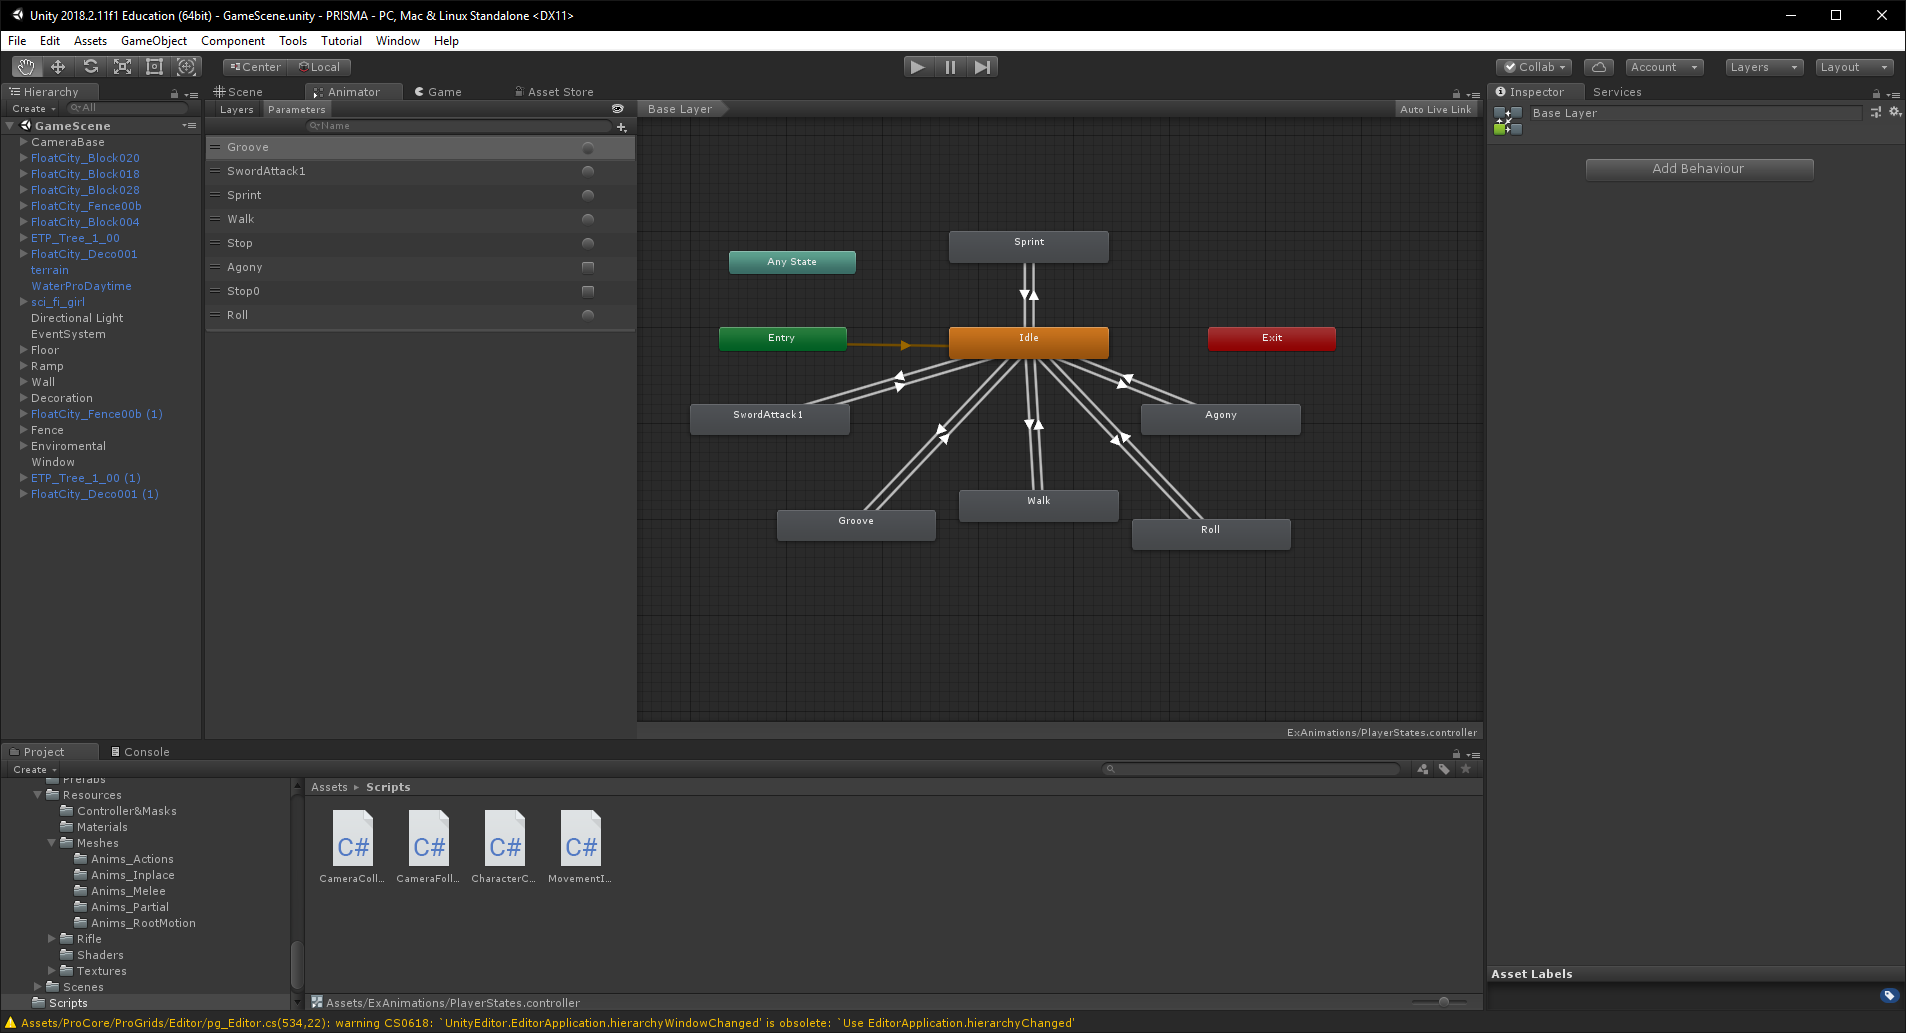 Unity 2018.2.11f1 Education (64bit) - GameScene.unity - PRISMA - PC, Mac & Linux Standalone <DX11>
File Edit Assets GameObject Component Tools Tutorial Window Help
Center Local Collab Account Layers Layout
Hierarchy
Create All
GameScene
CameraBase
FloatCity_Block020
FloatCity_Block018
FloatCity_Block028
FloatCity_Fence00b
FloatCity_Block004
ETP_Tree_1_00
FloatCity_Deco001
terrain
WaterProDaytime
sci_fi_girl
Directional Light
EventSystem
Floor
Ramp
Wall
Decoration
FloatCity_Fence00b (1)
Fence
Enviromental
Window
ETP_Tree_1_00 (1)
FloatCity_Deco001 (1)
Scene Animator Game Asset Store
Layers Parameters
Name
Groove
SwordAttack1
Sprint
Walk
Stop
Agony
Stop0
Roll
Base Layer Auto Live Link
Sprint
Any State
Entry
Idle
Exit
SwordAttack1
Agony
Walk
Groove
Roll
ExAnimations/PlayerStates.controller
Inspector Services
Base Layer
Add Behaviour
Asset Labels
Project Console
Create
Prefabs
Resources
Controller&Masks
Materials
Meshes
Anims_Actions
Anims_Inplace
Anims_Melee
Anims_Partial
Anims_RootMotion
Rifle
Shaders
Textures
Scenes
Scripts
Assets ▸ Scripts
C# C# C# C#
CameraColl... CameraFoll... CharacterC... MovementI...
Assets/ExAnimations/PlayerStates.controller
Assets/ProCore/ProGrids/Editor/pg_Editor.cs(534,22): warning CS0618: `UnityEditor.EditorApplication.hierarchyWindowChanged' is obsolete: `Use EditorApplication.hierarchyChanged'